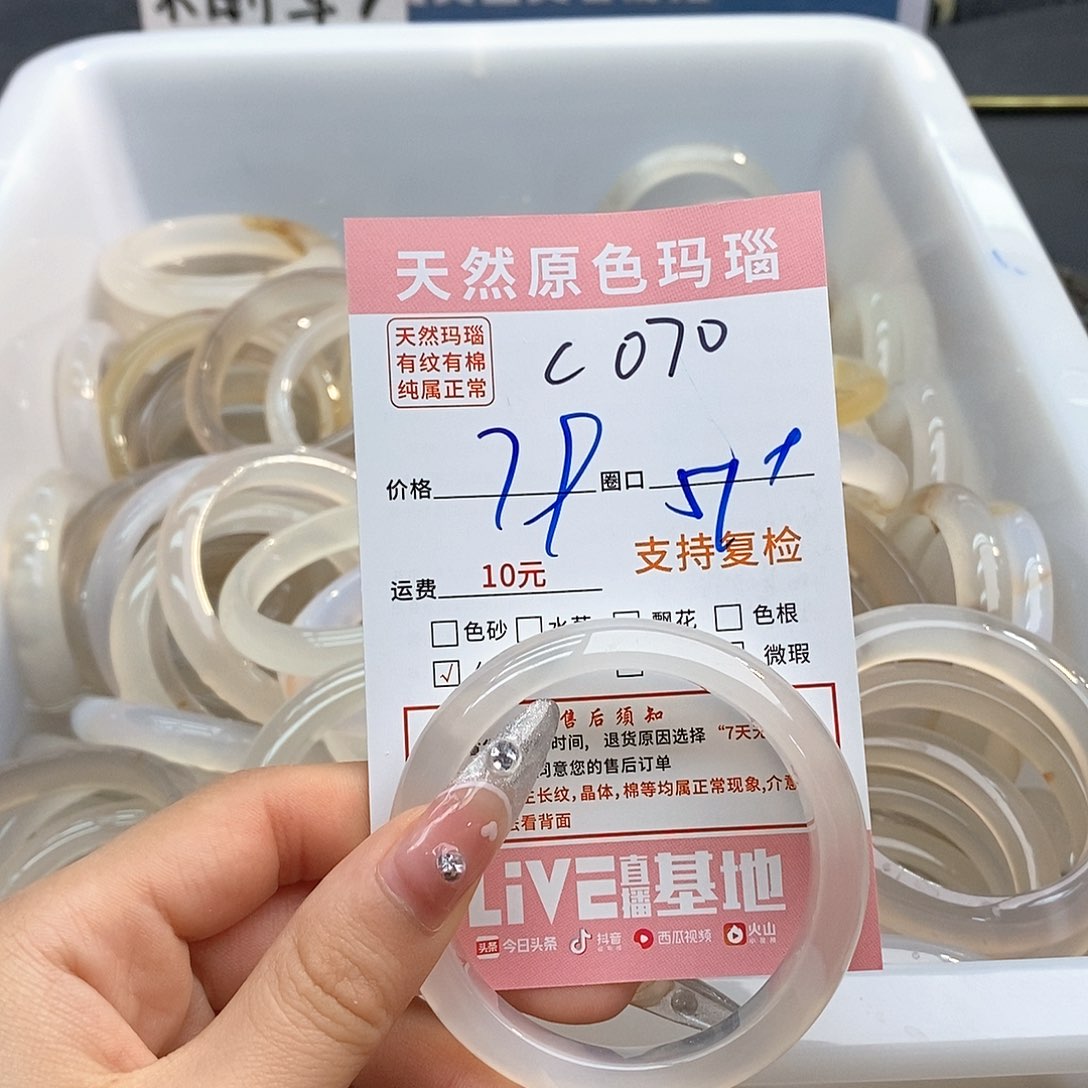 天然原色玛瑙
天然玛瑙
有纹有棉
纯属正常
C070
价格
圈口 57
运费 10元
支持复检
色砂
飘花 色根
√
微瑕
售后须知
时间，退货原因选择 “7天
同意您的售后订单
生长纹，晶体，棉等均属正常现象，介意
看背面
LiVE直播基地
头条 今日头条 抖音 西瓜视频 火山